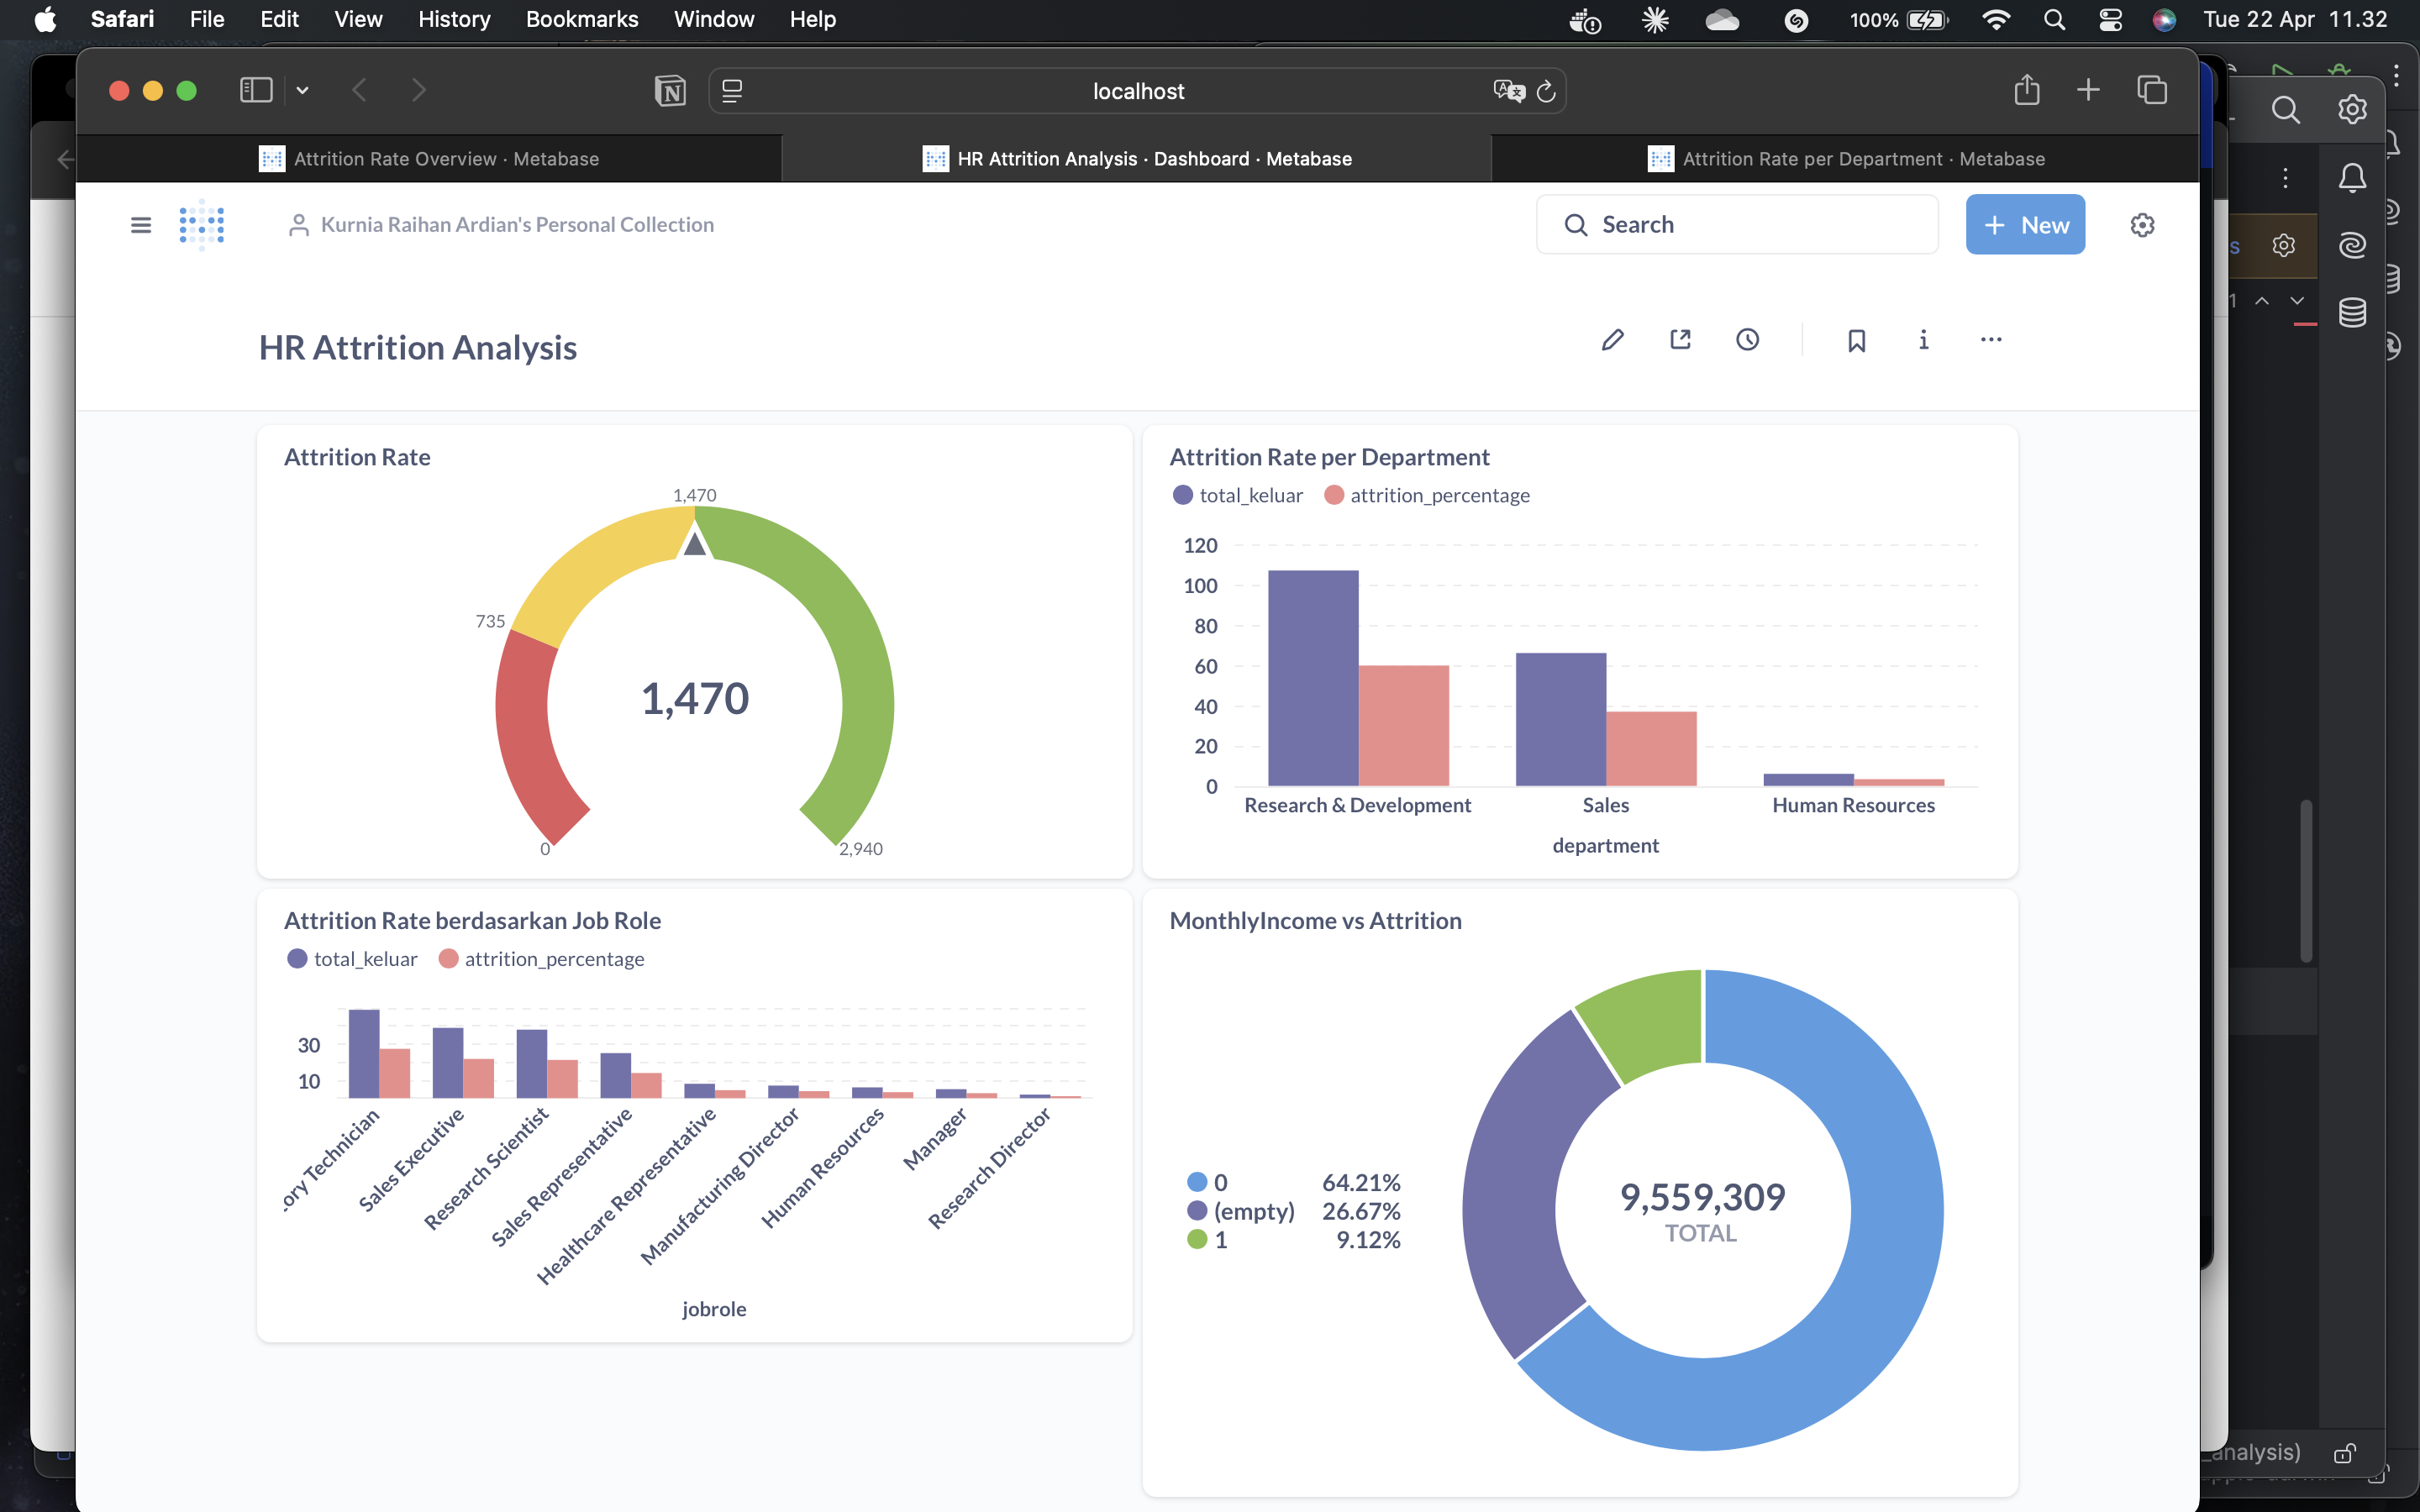 Safari File Edit View History Bookmarks Window Help 100% Tue 22 Apr 11.32
localhost
Attrition Rate Overview · Metabase
HR Attrition Analysis · Dashboard · Metabase
Attrition Rate per Department · Metabase
Kurnia Raihan Ardian's Personal Collection
Search
+ New
HR Attrition Analysis
Attrition Rate
1,470
735
1,470
0
2,940
Attrition Rate per Department
total_keluar attrition_percentage
120
100
80
60
40
20
0
Research & Development Sales Human Resources
department
Attrition Rate berdasarkan Job Role
total_keluar attrition_percentage
30
10
ory Technician
Sales Executive
Research Scientist
Sales Representative
Healthcare Representative
Manufacturing Director
Human Resources
Manager
Research Director
jobrole
MonthlyIncome vs Attrition
0 64.21%
(empty) 26.67%
1 9.12%
9,559,309
TOTAL
_analysis)